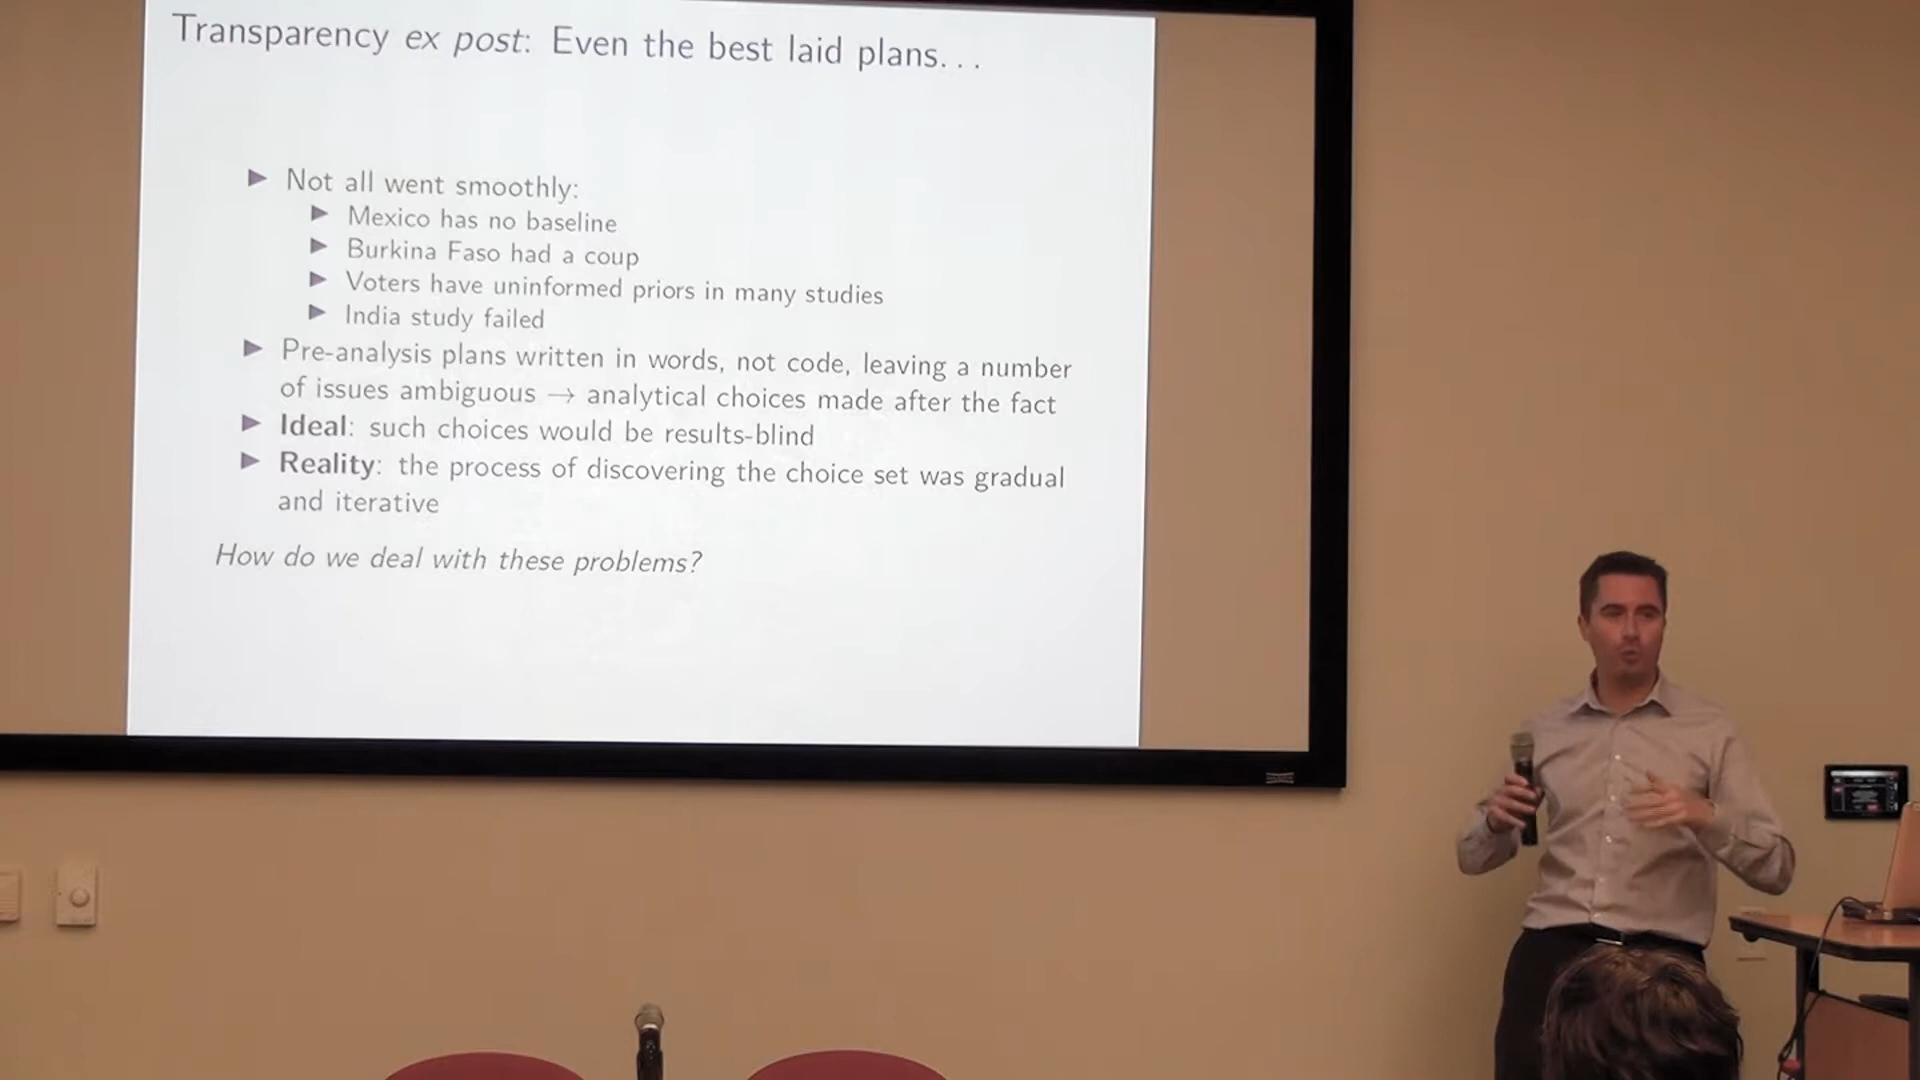 Transparency ex post: Even the best laid plans...
Not all went smoothly:
Mexico has no baseline
Burkina Faso had a coup
Voters have uninformed priors in many studies
India study failed
Pre-analysis plans written in words, not code, leaving a number
of issues ambiguous → analytical choices made after the fact
Ideal: such choices would be results-blind
Reality: the process of discovering the choice set was gradual
and iterative
How do we deal with these problems?